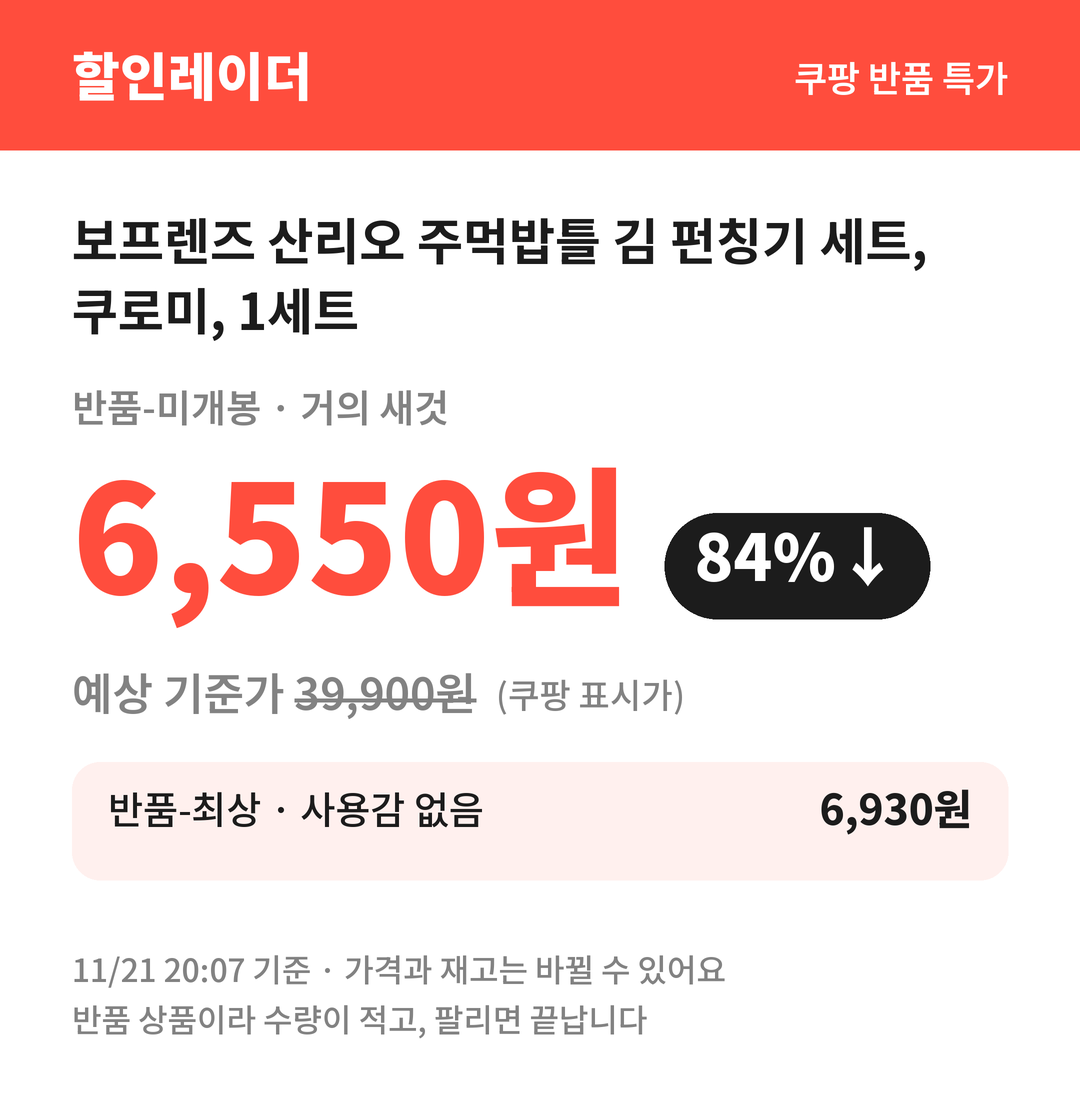 할인레이더
쿠팡 반품 특가
보프렌즈 산리오 주먹밥틀 김 펀칭기 세트,
쿠로미, 1세트
반품-미개봉 · 거의 새것
6,550원 84%↓
예상 기준가 39,900원 (쿠팡 표시가)
반품-최상 · 사용감 없음 6,930원
11/21 20:07 기준 · 가격과 재고는 바뀔 수 있어요
반품 상품이라 수량이 적고, 팔리면 끝납니다